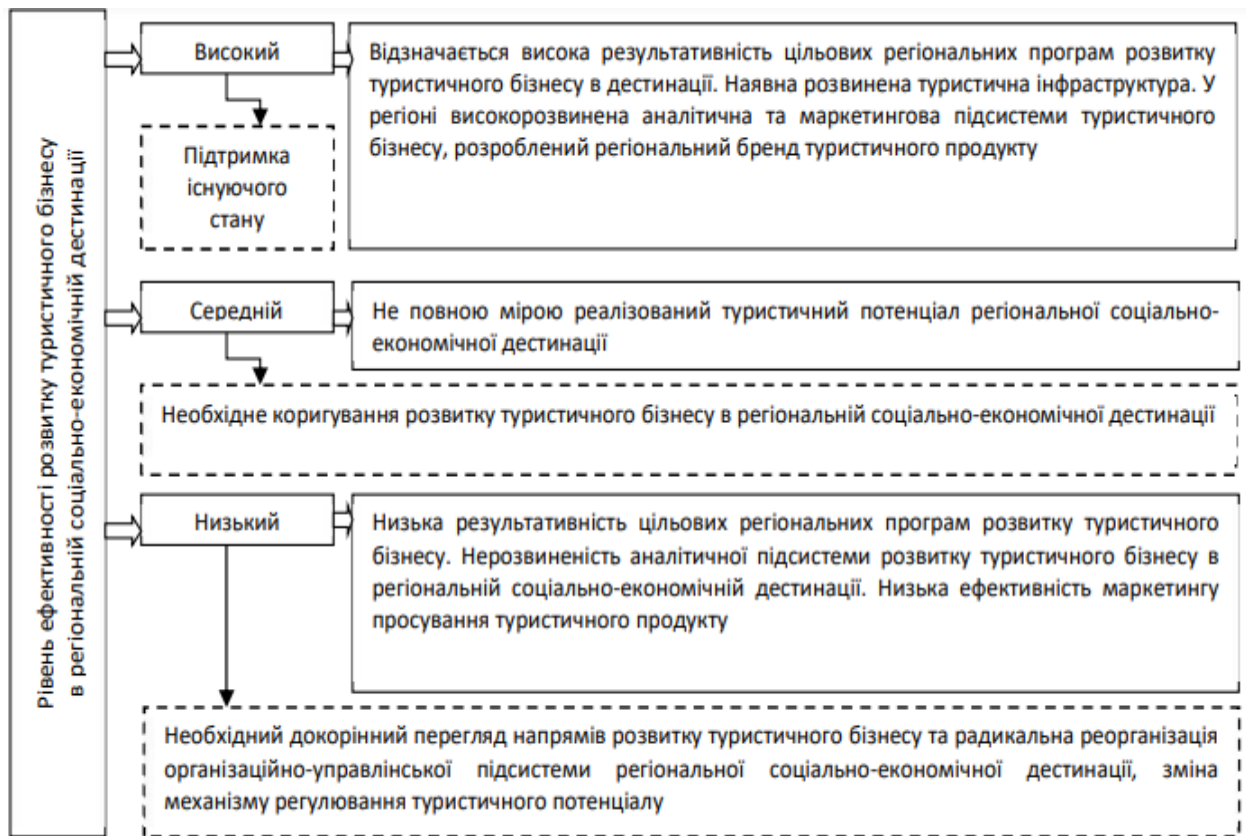 Рівень ефективності розвитку туристичного бізнесу
в регіональній соціально-економічній дестинації
Високий
Відзначається висока результативність цільових регіональних програм розвитку
туристичного бізнесу в дестинації. Наявна розвинена туристична інфраструктура. У
регіоні високорозвинена аналітична та маркетингова підсистеми туристичного
бізнесу, розроблений регіональний бренд туристичного продукту
Підтримка
існуючого
стану
Середній
Не повною мірою реалізований туристичний потенціал регіональної соціально-
економічної дестинації
Необхідне коригування розвитку туристичного бізнесу в регіональній соціально-економічної дестинації
Низький
Низька результативність цільових регіональних програм розвитку туристичного
бізнесу. Нерозвиненість аналітичної підсистеми розвитку туристичного бізнесу в
регіональній соціально-економічній дестинації. Низька ефективність маркетингу
просування туристичного продукту
Необхідний докорінний перегляд напрямів розвитку туристичного бізнесу та радикальна реорганізація
організаційно-управлінської підсистеми регіональної соціально-економічної дестинації, зміна
механізму регулювання туристичного потенціалу